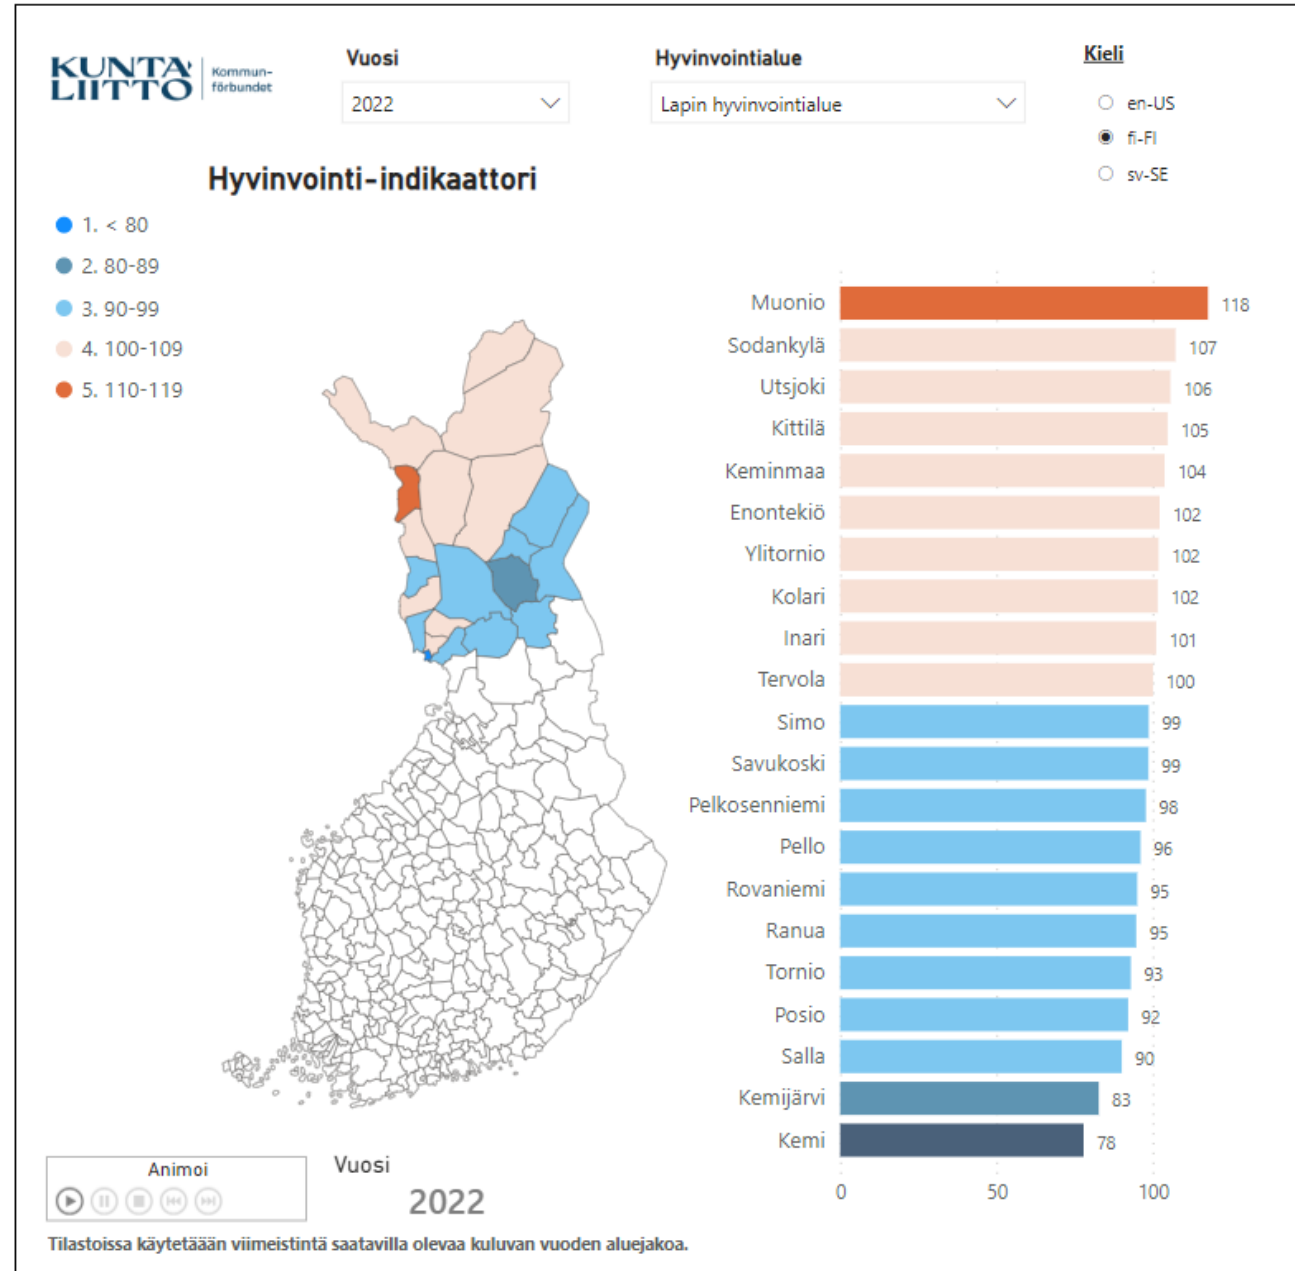 KUNTA
LIITTO
Kommun-
förbundet
Vuosi
2022
Hyvinvointialue
Lapin hyvinvointialue
Kieli
en-US
fi-FI
sv-SE
Hyvinvointi-indikaattori
1. < 80
2. 80-89
3. 90-99
4. 100-109
5. 110-119
Muonio 118
Sodankylä 107
Utsjoki 106
Kittilä 105
Keminmaa 104
Enontekiö 102
Ylitornio 102
Kolari 102
Inari 101
Tervola 100
Simo 99
Savukoski 99
Pelkosenniemi 98
Pello 96
Rovaniemi 95
Ranua 95
Tornio 93
Posio 92
Salla 90
Kemijärvi 83
Kemi 78
0 50 100
Animoi
Vuosi
2022
Tilastoissa käytetäään viimeistintä saatavilla olevaa kuluvan vuoden aluejakoa.